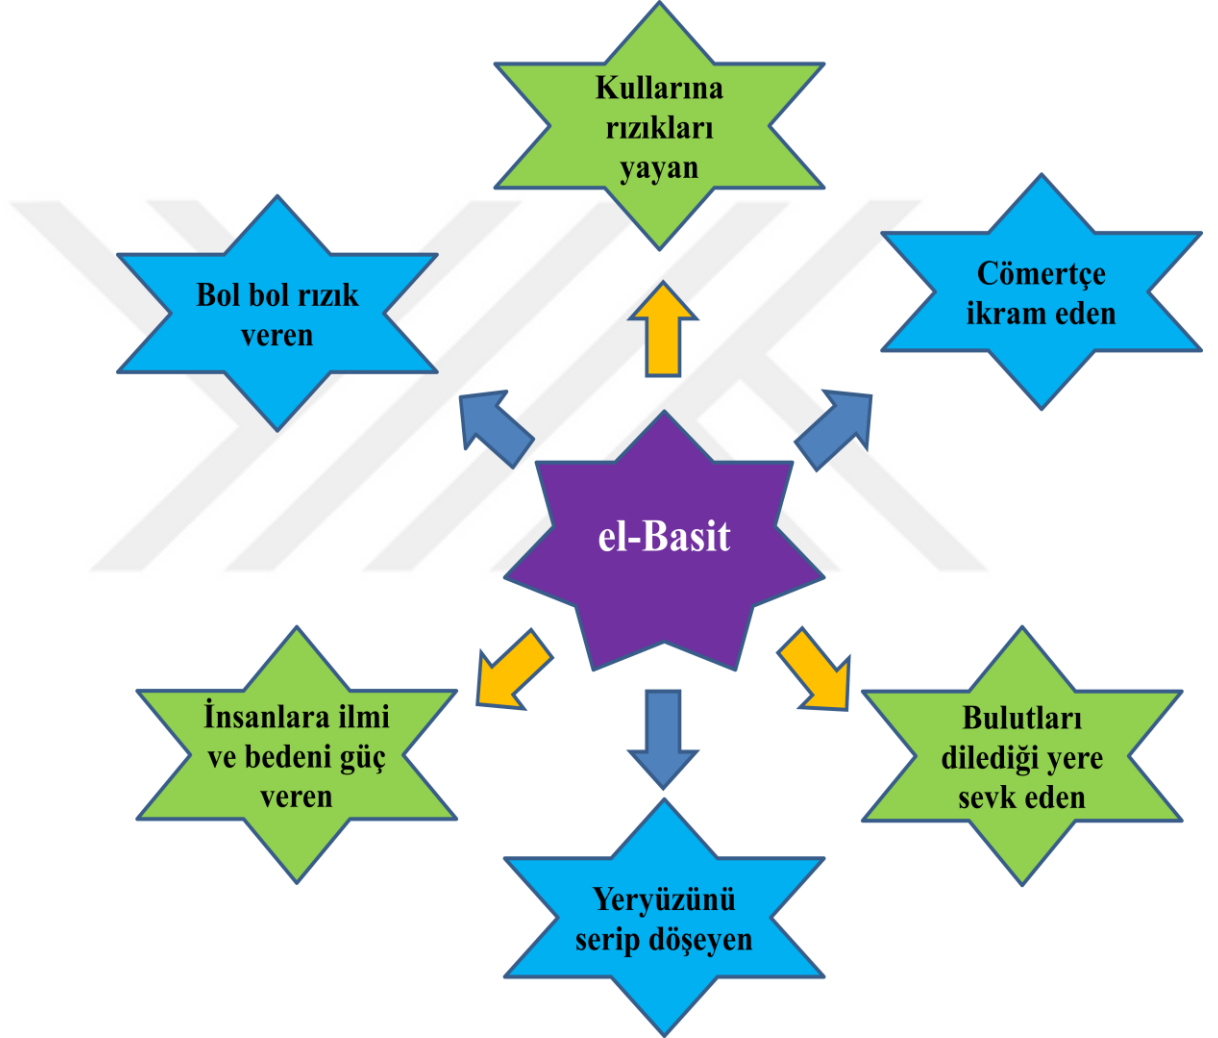 Kullarına
rızıkları
yayan
Bol bol rızık
veren
Cömertçe
ikram eden
el-Basit
İnsanlara ilmi
ve bedeni güç
veren
Bulutları
dilediği yere
sevk eden
Yeryüzünü
serip döşeyen